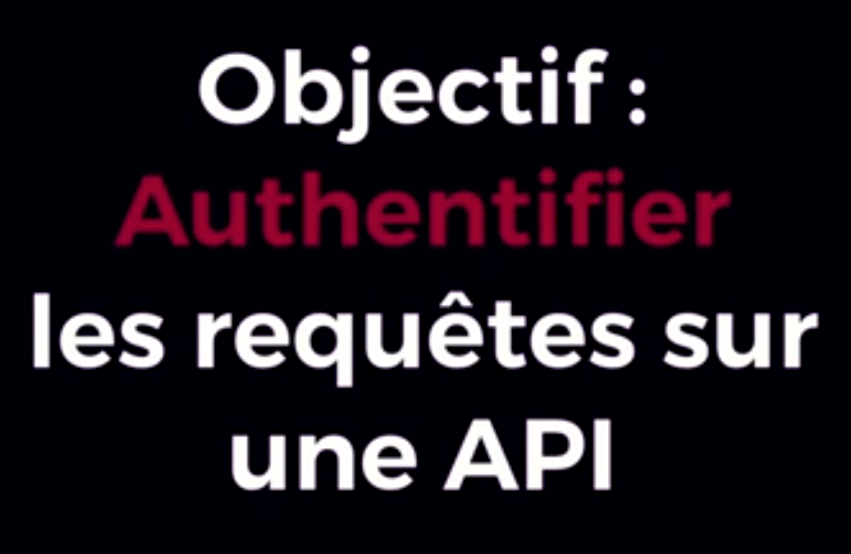 Objectif :
Authentifier
les requêtes sur
une API